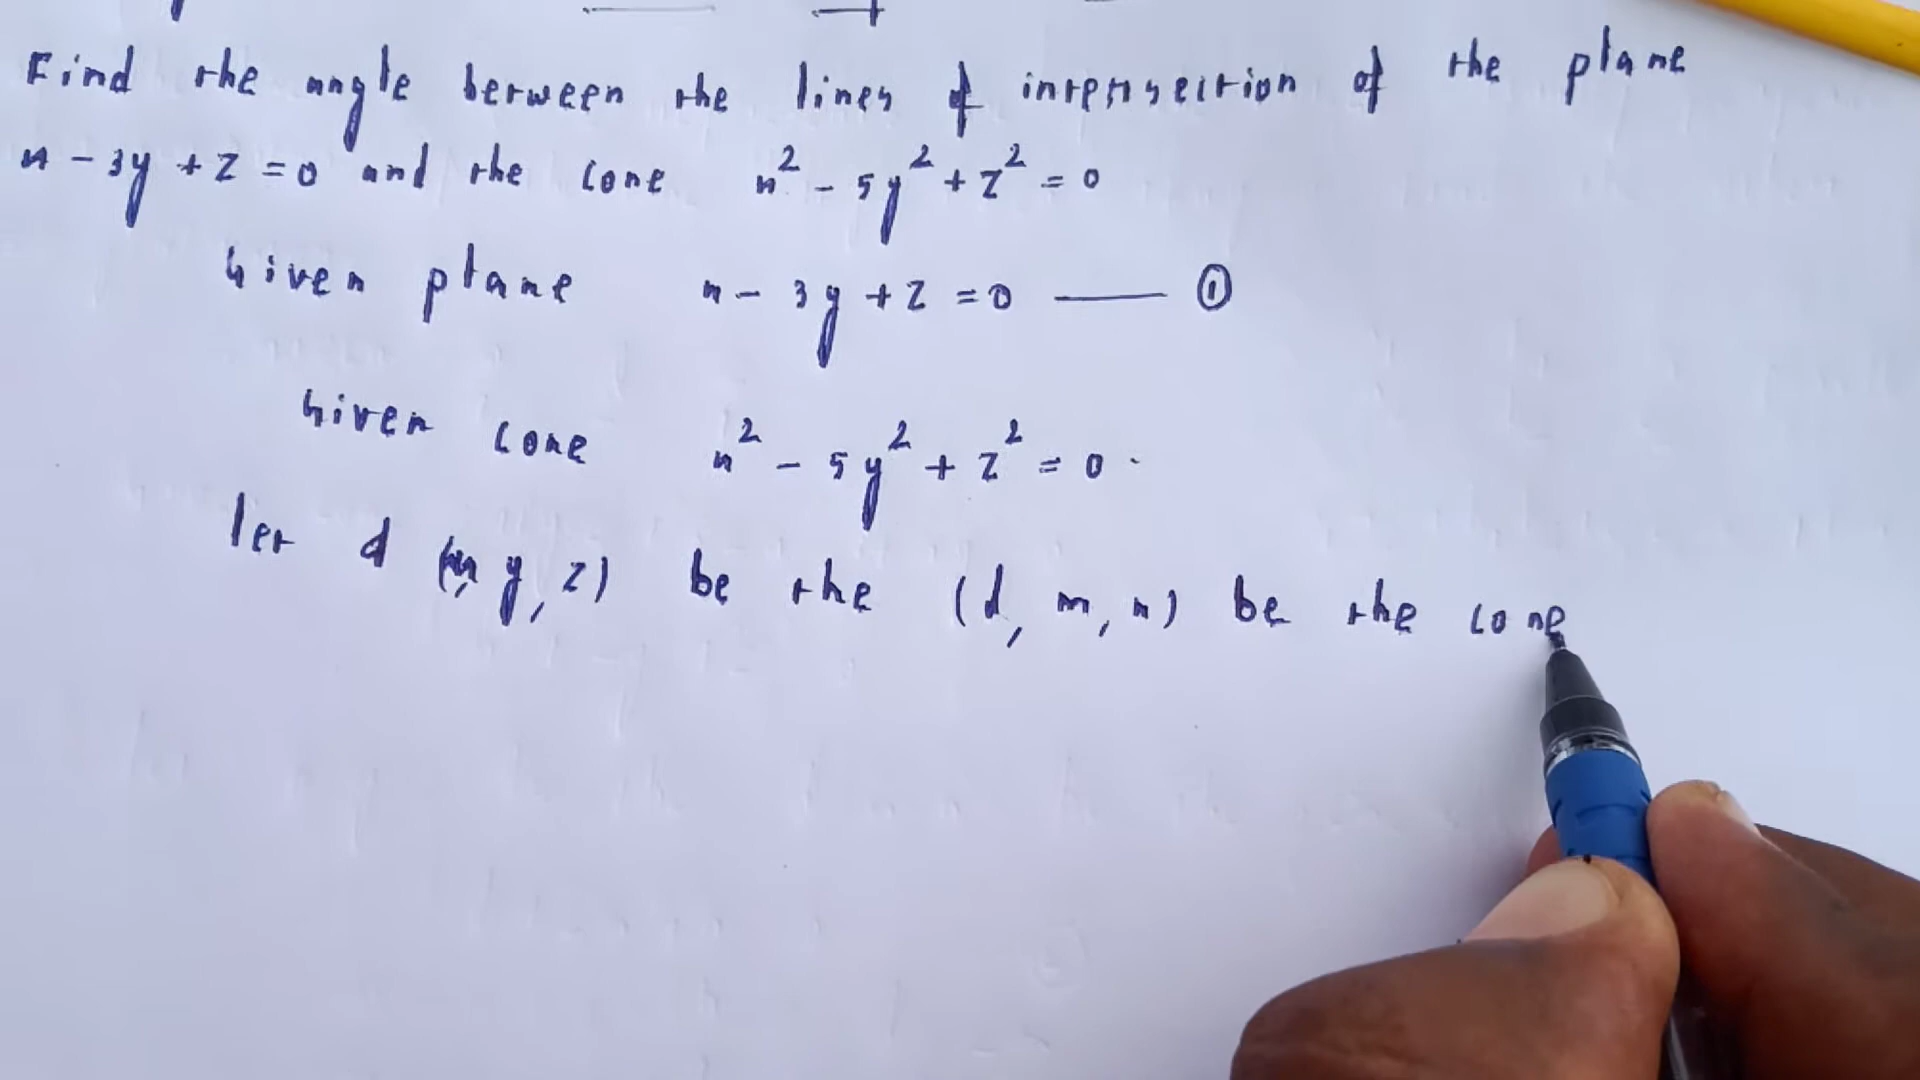 Find the angle between the lines of intersection of the plane
x - 3y + z = 0 and the cone x² - 5y² + z² = 0
Given plane x - 3y + z = 0 —— ①
Given cone x² - 5y² + z² = 0.
let d (x, y, z) be the (d, m, n) be the cone